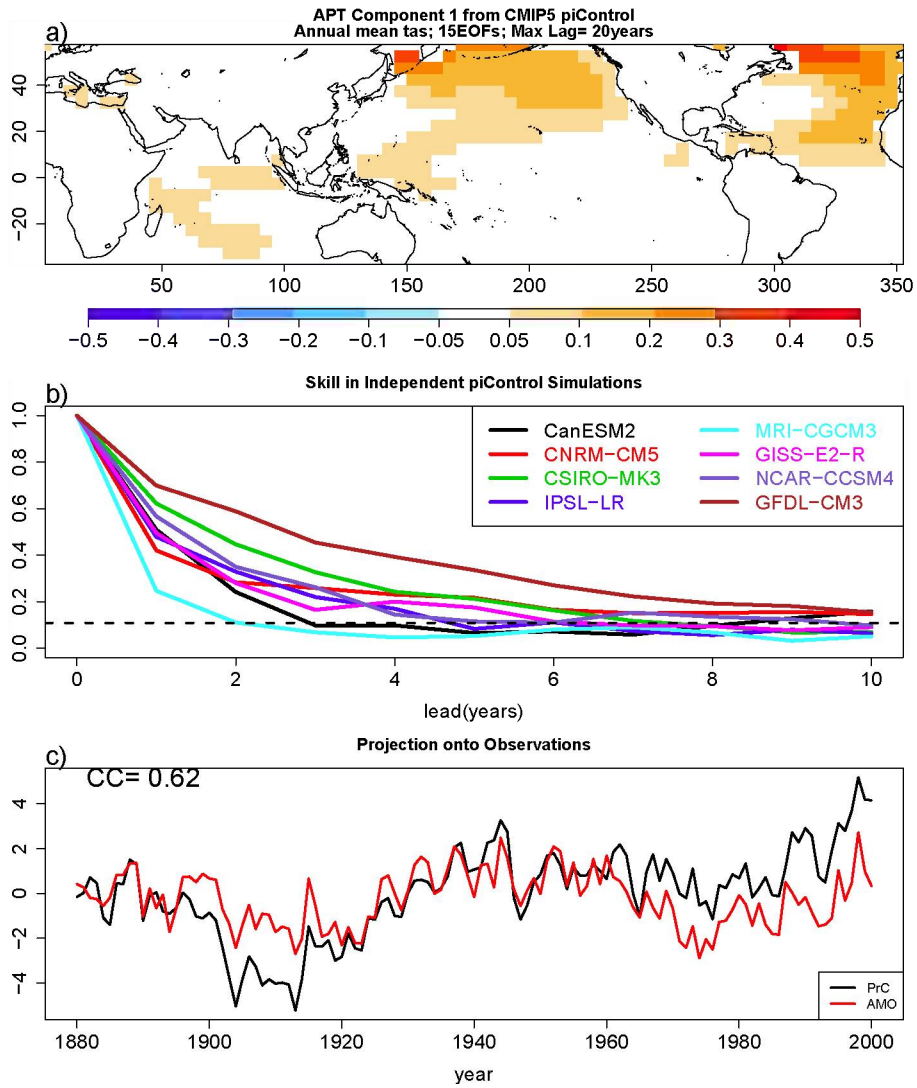 APT Component 1 from CMIP5 piControl
Annual mean tas; 15EOFs; Max Lag= 20years
a)
40
20
0
−20
50 100 150 200 250 300 350
−0.5 −0.4 −0.3 −0.2 −0.1 −0.05 0.05 0.1 0.2 0.3 0.4 0.5
b)
Skill in Independent piControl Simulations
1.0
0.8
0.6
0.4
0.2
0.0
CanESM2 MRI−CGCM3
CNRM−CM5 GISS−E2−R
CSIRO−MK3 NCAR−CCSM4
IPSL−LR GFDL−CM3
0 2 4 6 8 10
lead(years)
c)
Projection onto Observations
CC= 0.62
4
2
0
−2
−4
PrC
AMO
1880 1900 1920 1940 1960 1980 2000
year